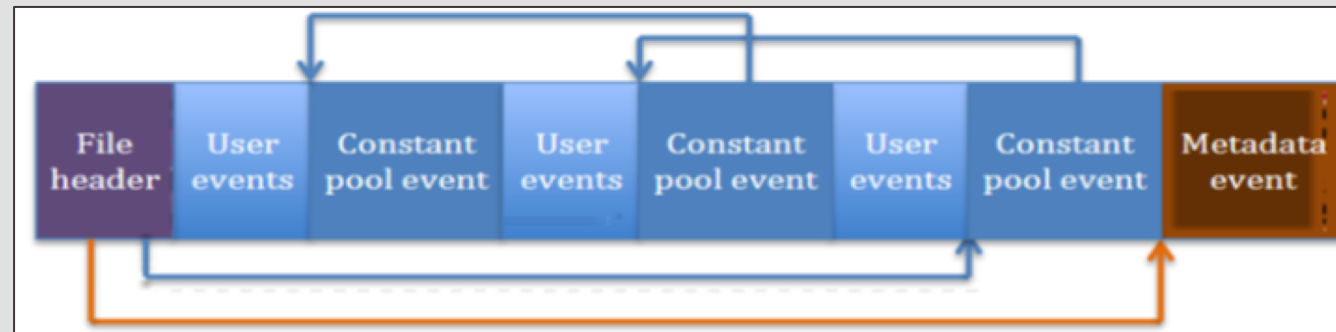 File
header
User
events
Constant
pool event
User
events
Constant
pool event
User
events
Constant
pool event
Metadata
event